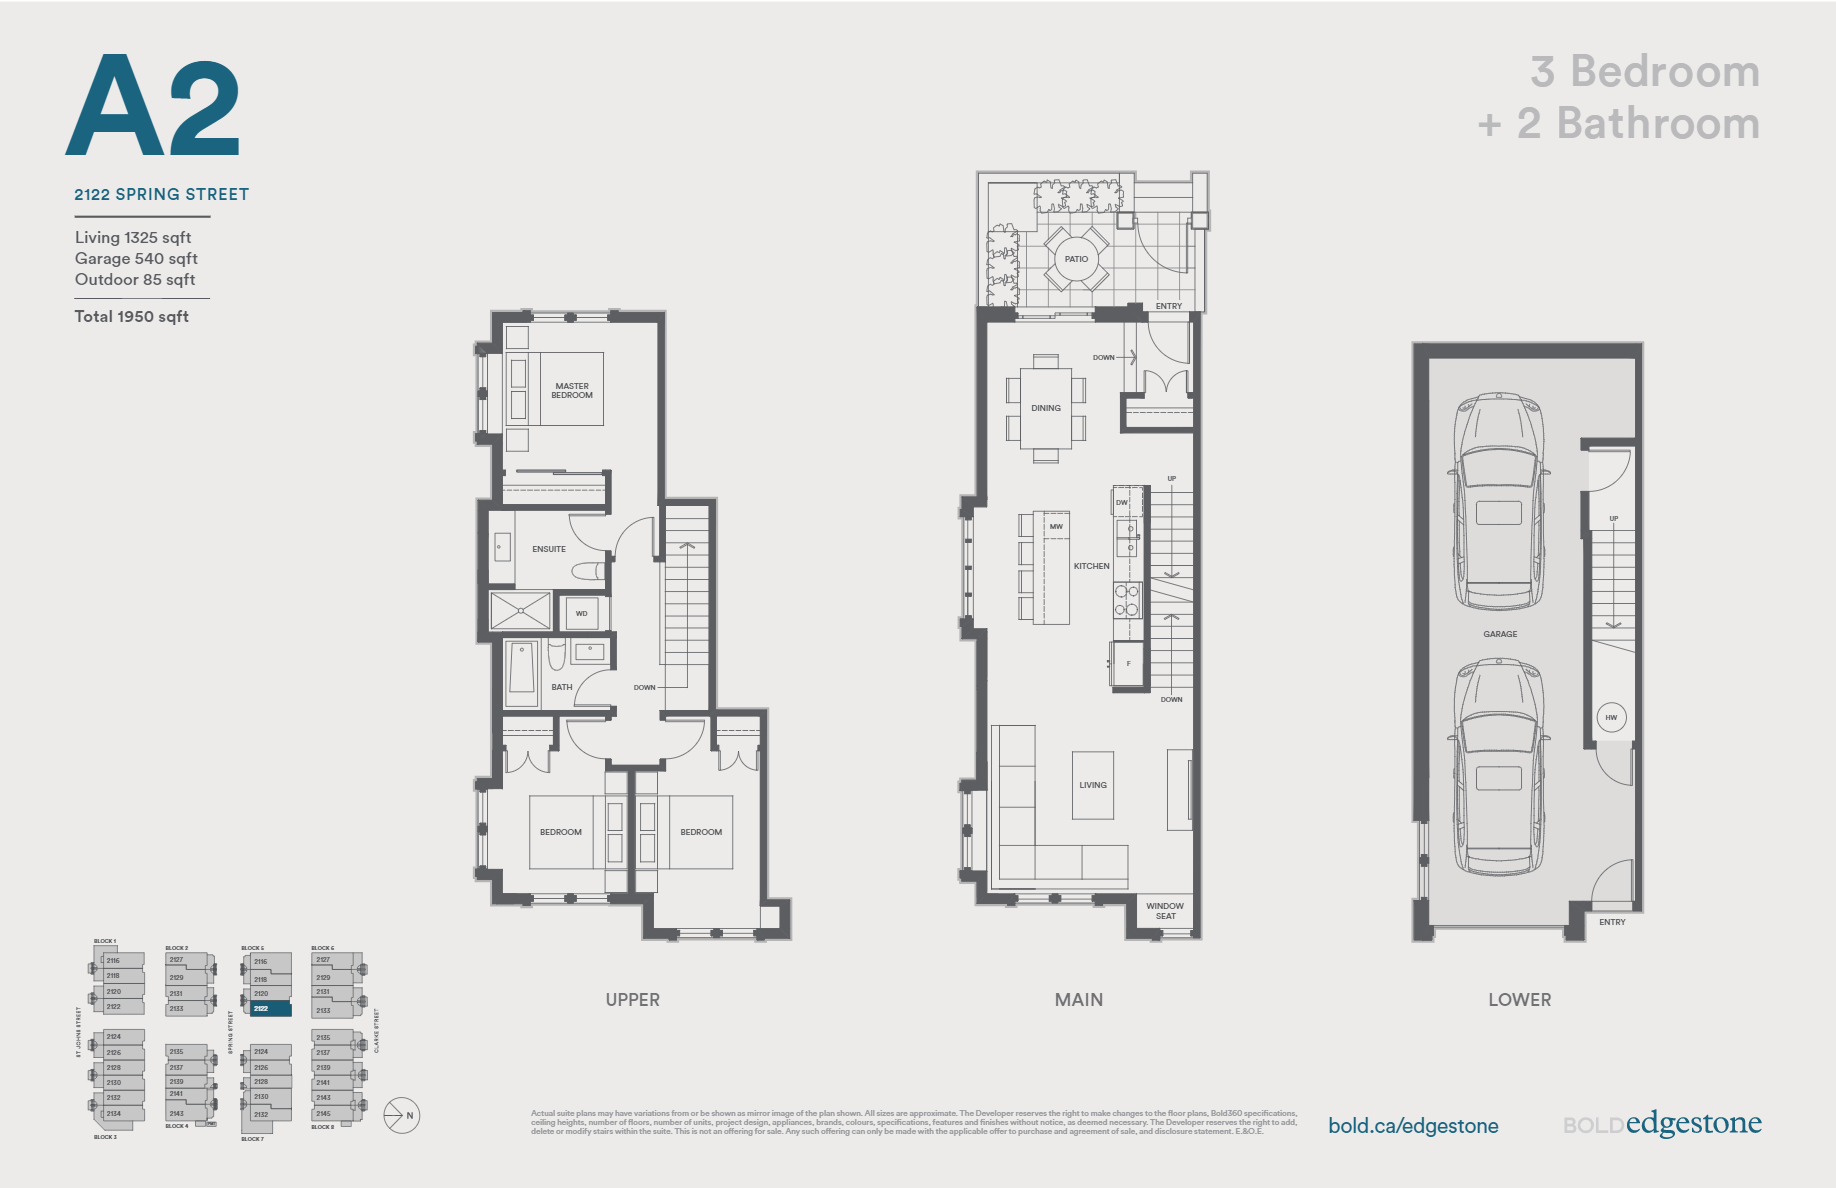 A2
3 Bedroom
+ 2 Bathroom
2122 SPRING STREET
Living 1325 sqft
Garage 540 sqft
Outdoor 85 sqft
Total 1950 sqft
MASTER
BEDROOM
ENSUITE
WD
BATH
DOWN
BEDROOM
BEDROOM
UPPER
PATIO
ENTRY
DOWN
DINING
UP
DW
MW
KITCHEN
F
DOWN
LIVING
WINDOW
SEAT
MAIN
UP
GARAGE
HW
ENTRY
LOWER
BLOCK 1
2116
2118
2120
2122
BLOCK 2
2127
2129
2131
2133
BLOCK 5
2116
2118
2120
2122
BLOCK 6
2127
2129
2131
2133
ST JOHNS STREET
SPRING STREET
CLARKE STREET
2124
2126
2128
2130
2132
2134
BLOCK 3
2135
2137
2139
2141
2143
BLOCK 4
2124
2126
2128
2130
2132
BLOCK 7
2135
2137
2139
2141
2143
2145
BLOCK 8
N
Actual suite plans may have variations from or be shown as mirror image of the plan shown. All sizes are approximate. The Developer reserves the right to make changes to the floor plans, Bold360 specifications,
ceiling heights, number of floors, number of units, project design, appliances, brands, colours, specifications, features and finishes without notice, as deemed necessary. The Developer reserves the right to add,
delete or modify stairs within the suite. This is not an offering for sale. Any such offering can only be made with the applicable offer to purchase and agreement of sale, and disclosure statement. E.&O.E.
bold.ca/edgestone
BOLD edgestone